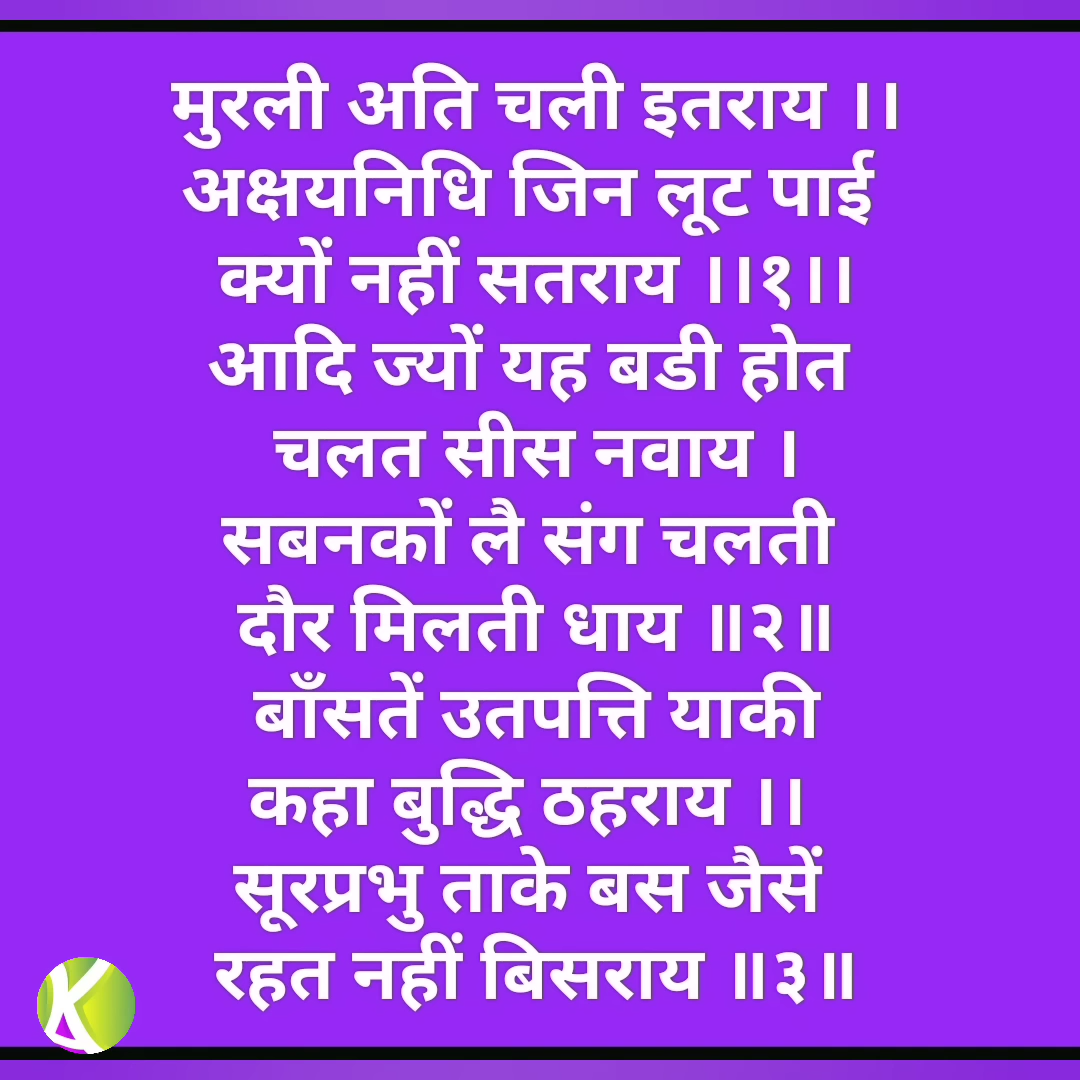 मुरली अति चली इतराय ।।
अक्षयनिधि जिन लूट पाई
क्यों नहीं सतराय ।।१।।
आदि ज्यों यह बडी होत
चलत सीस नवाय ।
सबनकों लै संग चलती
दौर मिलती धाय ॥२॥
बाँसतें उतपत्ति याकी
कहा बुद्धि ठहराय ।।
सूरप्रभु ताके बस जैसें
रहत नहीं बिसराय ॥३॥
K